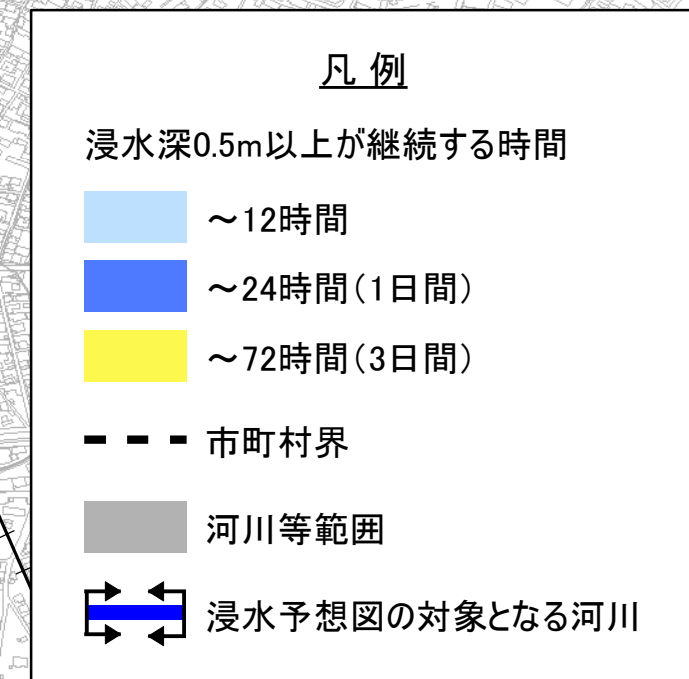 凡 例
浸水深0.5m以上が継続する時間
～12時間
～24時間（1日間）
～72時間（3日間）
市町村界
河川等範囲
浸水予想図の対象となる河川